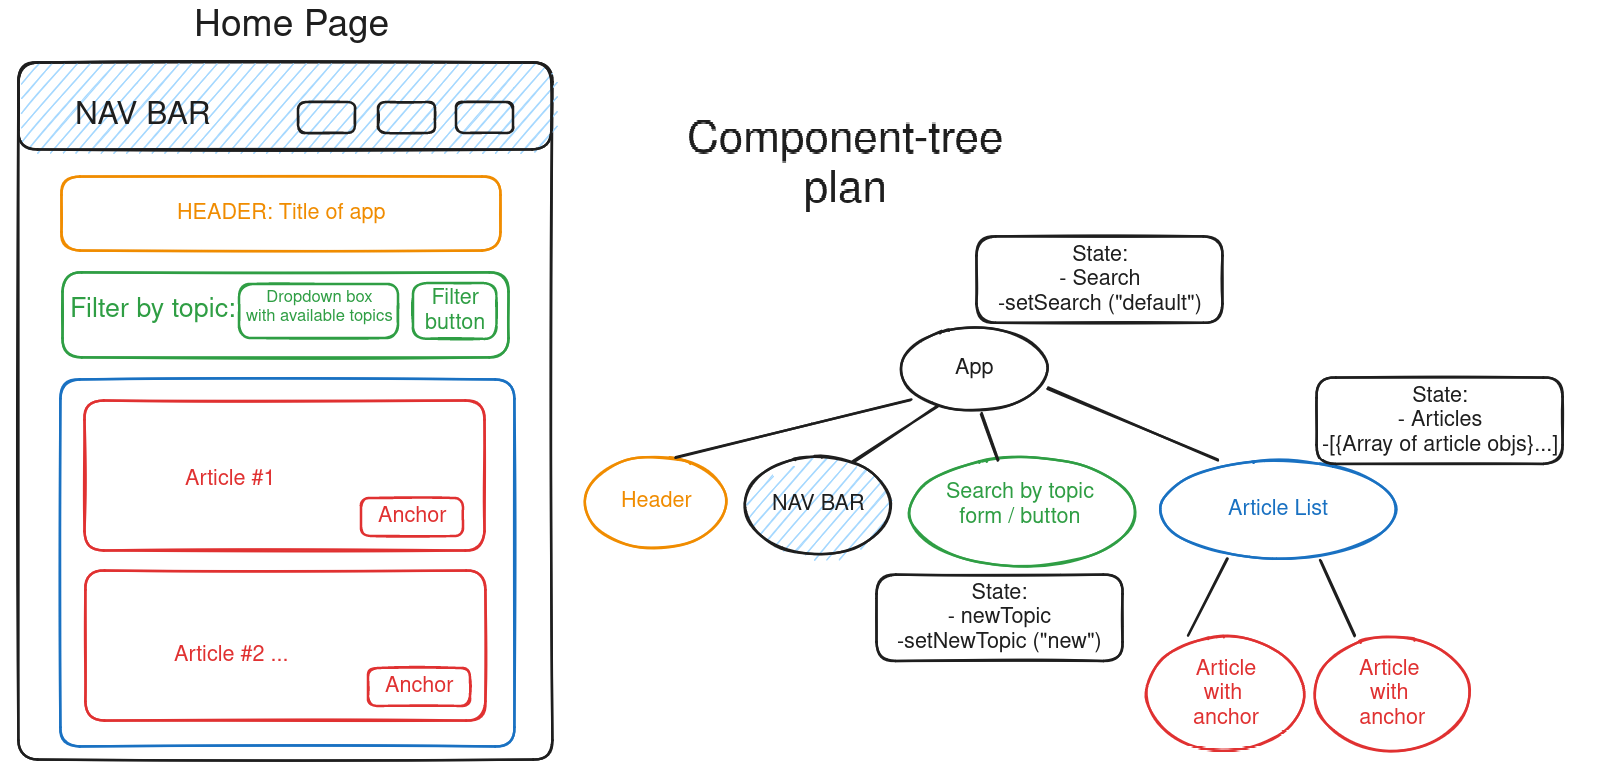 Home Page
NAV BAR
HEADER: Title of app
Filter by topic:
Dropdown box
with available topics
Filter
button
Article #1
Anchor
Article #2 ...
Anchor
Component-tree
plan
State:
- Search
-setSearch ("default")
App
State:
- Articles
-[{Array of article objs}...]
Header
NAV BAR
Search by topic
form / button
Article List
State:
- newTopic
-setNewTopic ("new")
Article
with
anchor
Article
with
anchor